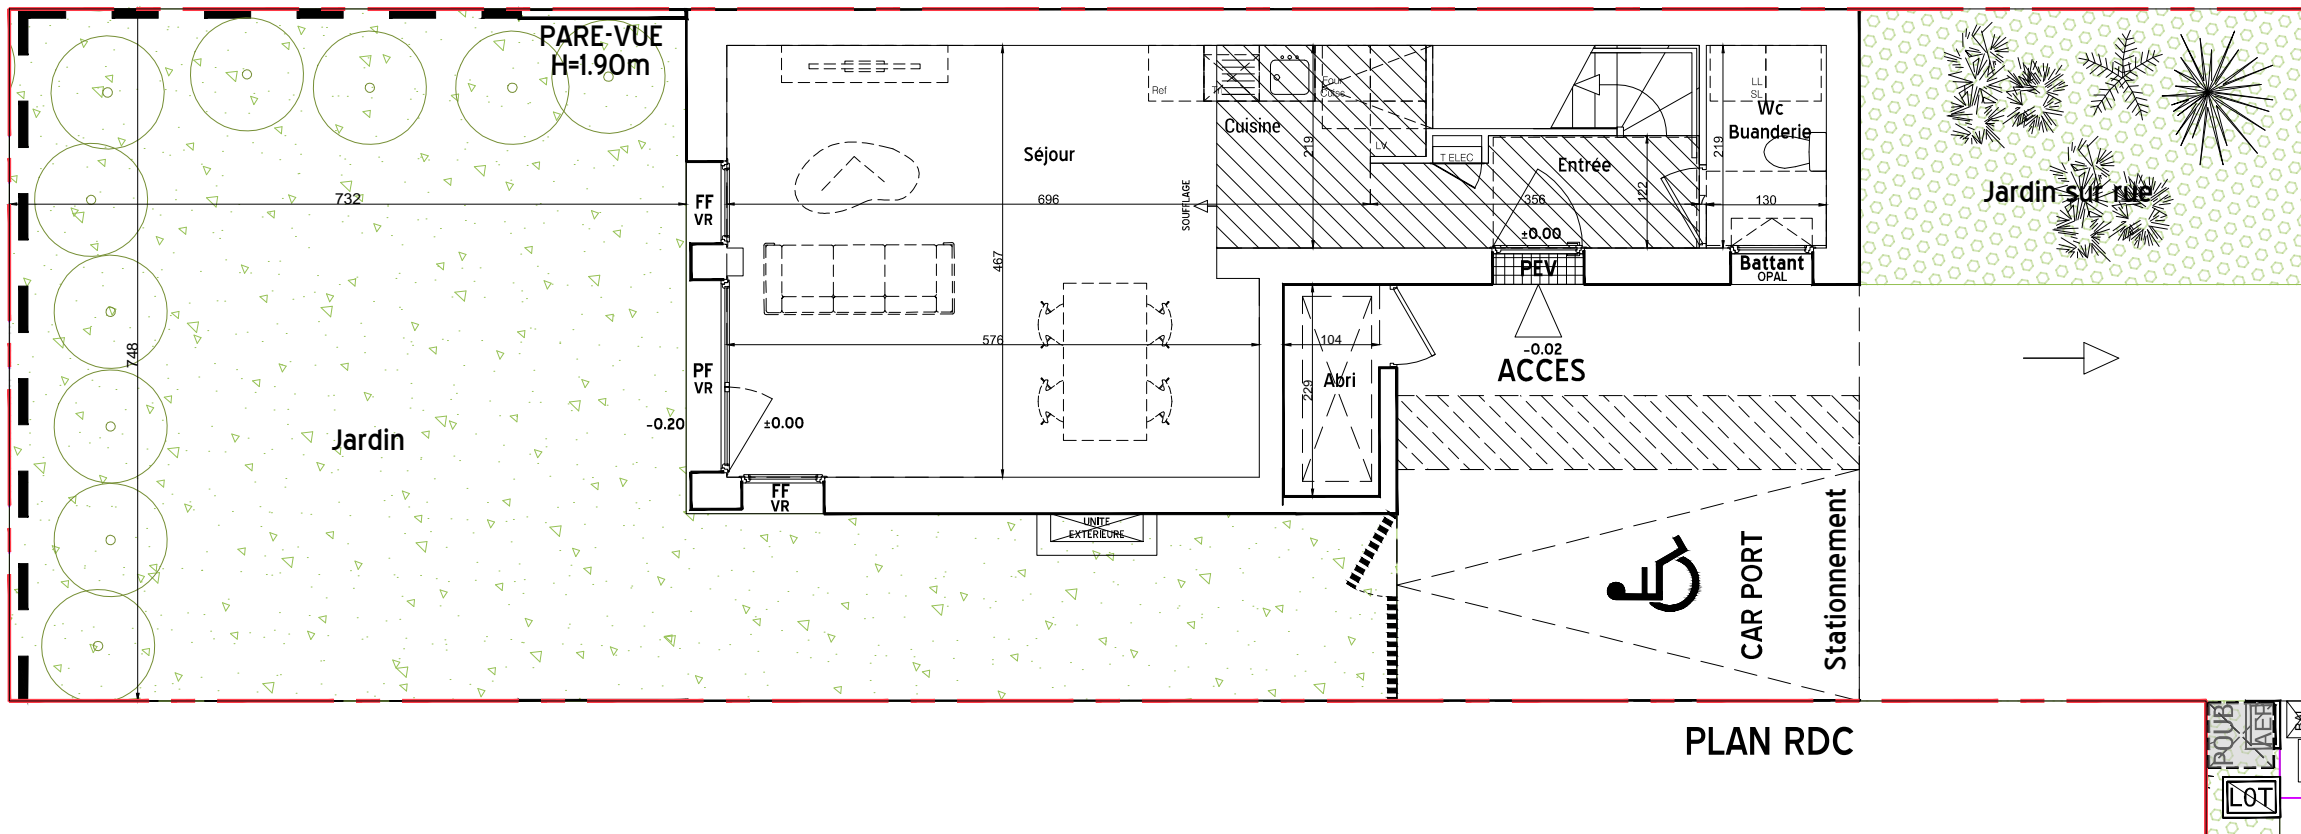 PARE-VUE
H=1.90m
Ref
Tri
Four
Cuiss.
LL
SL
Wc
Buanderie
Cuisine
219
LV
T ELEC
Séjour
Entrée
219
122
Jardin sur rue
732
FF
VR
696
SOUFFLAGE
356
7
130
±0.00
467
PEV
Battant
OPAL
748
576
104
-0.02
ACCES
PF
VR
229
Abri
-0.20
±0.00
Jardin
FF
VR
UNITE
EXTERIEURE
CAR PORT
Stationnement
PLAN RDC
POUB
LOT